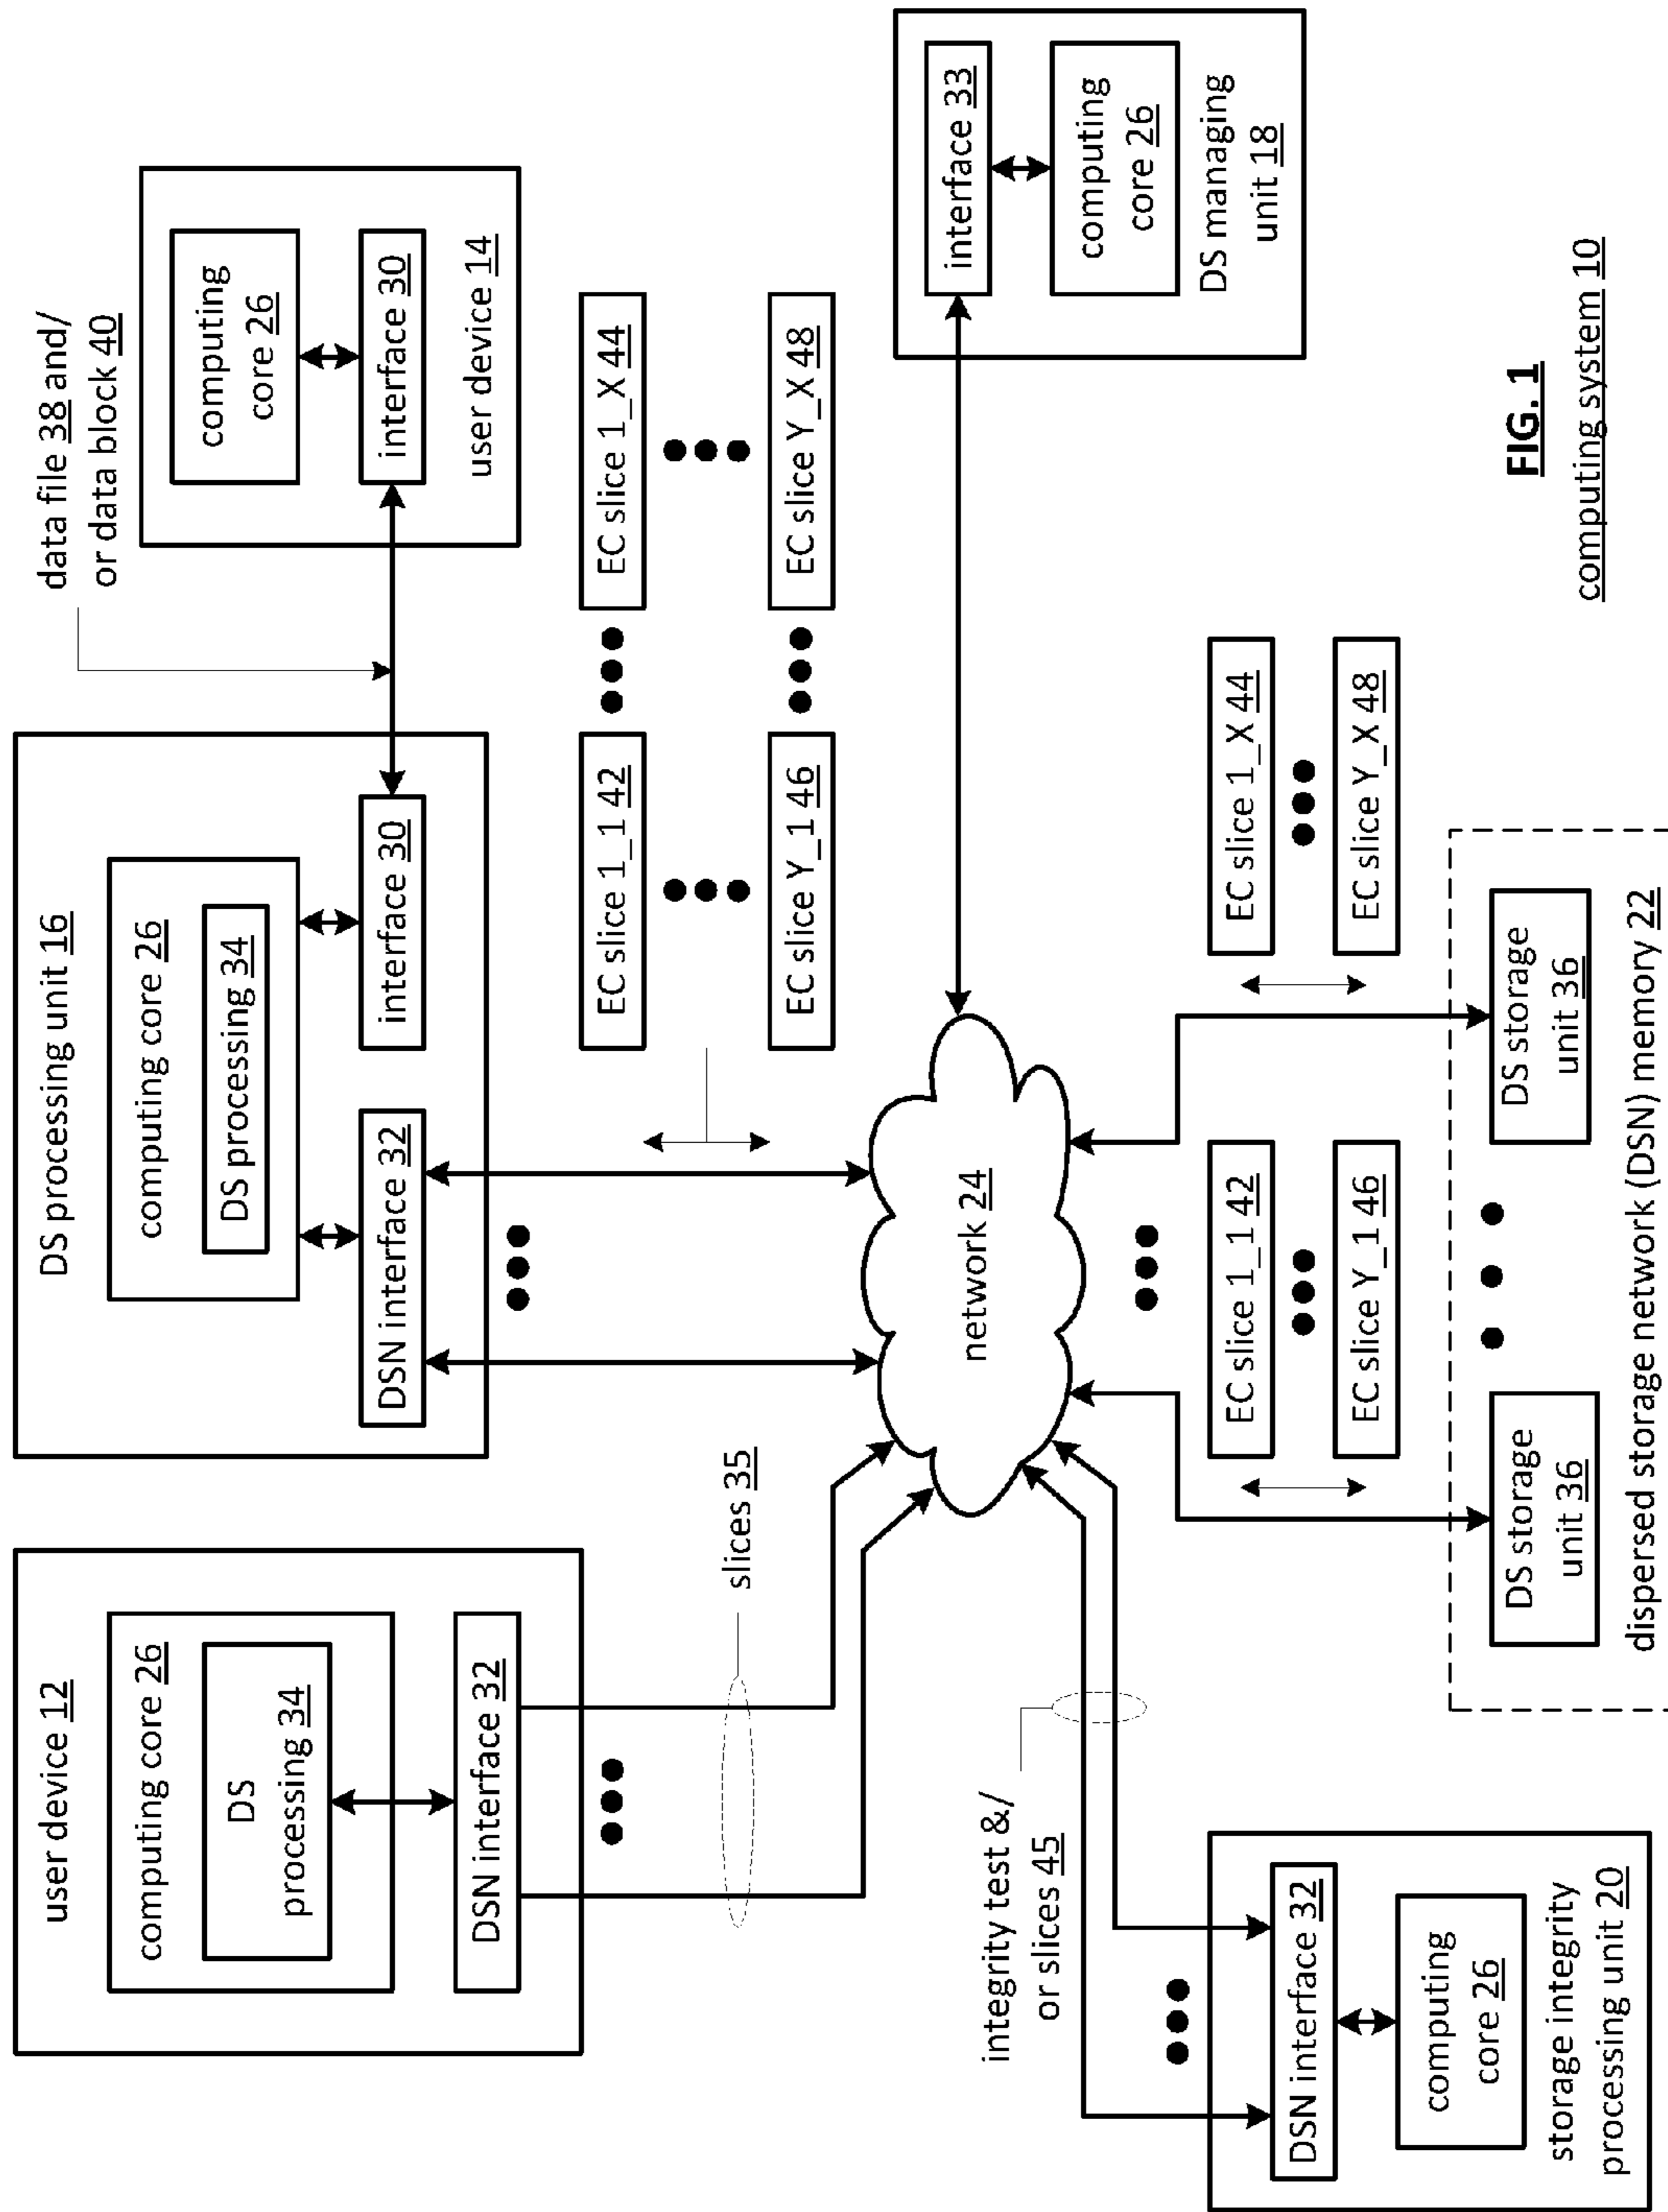 user device 12
computing core 26
DS
processing 34
DSN interface 32
slices 35
DS processing unit 16
computing core 26
DS processing 34
DSN interface 32
interface 30
data file 38 and/
or data block 40
computing
core 26
interface 30
user device 14
EC slice 1_1 42
EC slice 1_X 44
EC slice Y_1 46
EC slice Y_X 48
network 24
interface 33
computing
core 26
DS managing
unit 18
integrity test &/
or slices 45
DSN interface 32
computing
core 26
storage integrity
processing unit 20
EC slice 1_1 42
EC slice Y_1 46
EC slice 1_X 44
EC slice Y_X 48
DS storage
unit 36
DS storage
unit 36
dispersed storage network (DSN) memory 22
FIG. 1
computing system 10